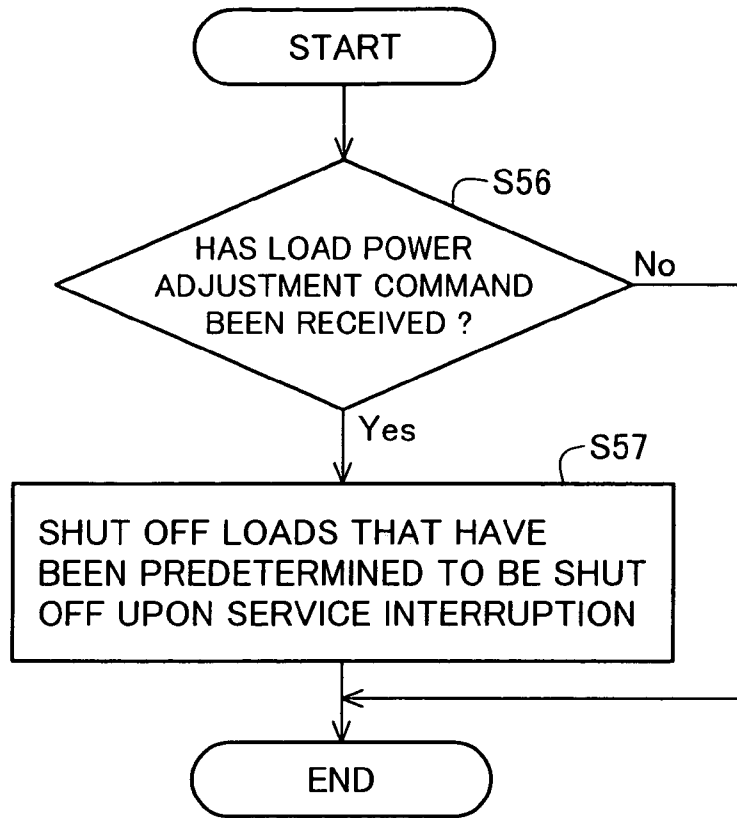 START
S56
HAS LOAD POWER
ADJUSTMENT COMMAND
BEEN RECEIVED ?
No
Yes
S57
SHUT OFF LOADS THAT HAVE
BEEN PREDETERMINED TO BE SHUT
OFF UPON SERVICE INTERRUPTION
END